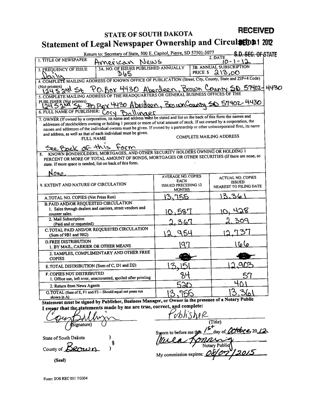 RECEIVED
STATE OF SOUTH DAKOTA
Statement of Legal Newspaper Ownership and Circulation
OCT 01 2012
Return to: Secretary of State, 500 E. Capitol, Pierre, SD 57501-5077
S.D. SEC. OF STATE
1. TITLE OF NEWSPAPER
American News
2. DATE
10-1-12
3. FREQUENCY OF ISSUE
Daily
3A. NO. OF ISSUES PUBLISHED ANNUALLY
365
3B. ANNUAL SUBSCRIPTION
PRICE $ 213.00
4. COMPLETE MAILING ADDRESS OF KNOWN OFFICE OF PUBLICATION (Street, City, County, State and ZIP+4 Code)
(Not printers)
124 S 2nd St PO Box 4430 Aberdeen, Brown County SD 57402-4430
5. COMPLETE MAILING ADDRESS OF THE HEADQUARTERS OF GENERAL BUSINESS OFFICES OF THE
PUBLISHER (Not printers)
124 S 2nd St PO Box 4430 Aberdeen, Brown County SD 57402-4430
6. FULL NAME OF PUBLISHER: Cory Bollinger
7. OWNER (If owned by a corporation, its name and address must be stated and list on the back of this form the names and
addresses of stockholders owning or holding 1 percent or more of total amount of stock. If not owned by a corporation, the
names and addresses of the individual owners must be given. If owned by a partnership or other unincorporated firm, its name
and address, as well as that of each individual must be given.
FULL NAME
COMPLETE MAILING ADDRESS
See Back of this Form
8. KNOWN BONDHOLDERS, MORTGAGES, AND OTHER SECURITY HOLDERS OWNING OR HOLDING 1
PERCENT OR MORE OF TOTAL AMOUNT OF BONDS, MORTGAGES OR OTHER SECURITIES (If there are none, so
state. If more space is needed, list on back of this form.
None
9. EXTENT AND NATURE OF CIRCULATION
AVERAGE NO. COPIES
EACH
ISSUED PRECEDING 12
MONTHS
ACTUAL NO. COPIES
ISSUED
NEAREST TO FILING DATE
A. TOTAL NO. COPIES (Net Press Run)
13,755
13,361
B. PAID AND/OR REQUESTED CIRCULATION
1. Sales through dealers and carriers, street vendors and
counter sales.
10,587
10,428
2. Mail Subscription
(Paid and or requested)
2,367
2,309
C. TOTAL PAID AND/OR REQUESTED CIRCULATION
(Sum of 9B1 and 9B2)
12,954
12,737
D. FREE DISTRIBUTION
1. BY MAIL, CARRIER OR OTHER MEANS
197
166
2. SAMPLES, COMPLIMENTARY AND OTHER FREE
COPIES
E. TOTAL DISTRIBUTION (Sum of C, D1 and D2)
13,151
12,903
F. COPIES NOT DISTRIBUTED
1. Office use, left over, unaccounted, spoiled after printing
84
57
2. Return from News Agents
520
401
G. TOTAL (Sum of E, F1 and F2 - Should equal net press run
shown in A)
13,755
13,361
Statement must be signed by Publisher, Business Manager, or Owner in the presence of a Notary Public
I swear that the statements made by me are true, correct, and complete:
Cory Bollinger
(Signature)
Publisher
(Title)
State of South Dakota )
§
County of Brown )
(Seal)
Sworn to before me this 1st day of October 2012
Notary Public
My commission expires: 06/07/2015
Form: SOS REC 051 7/2004